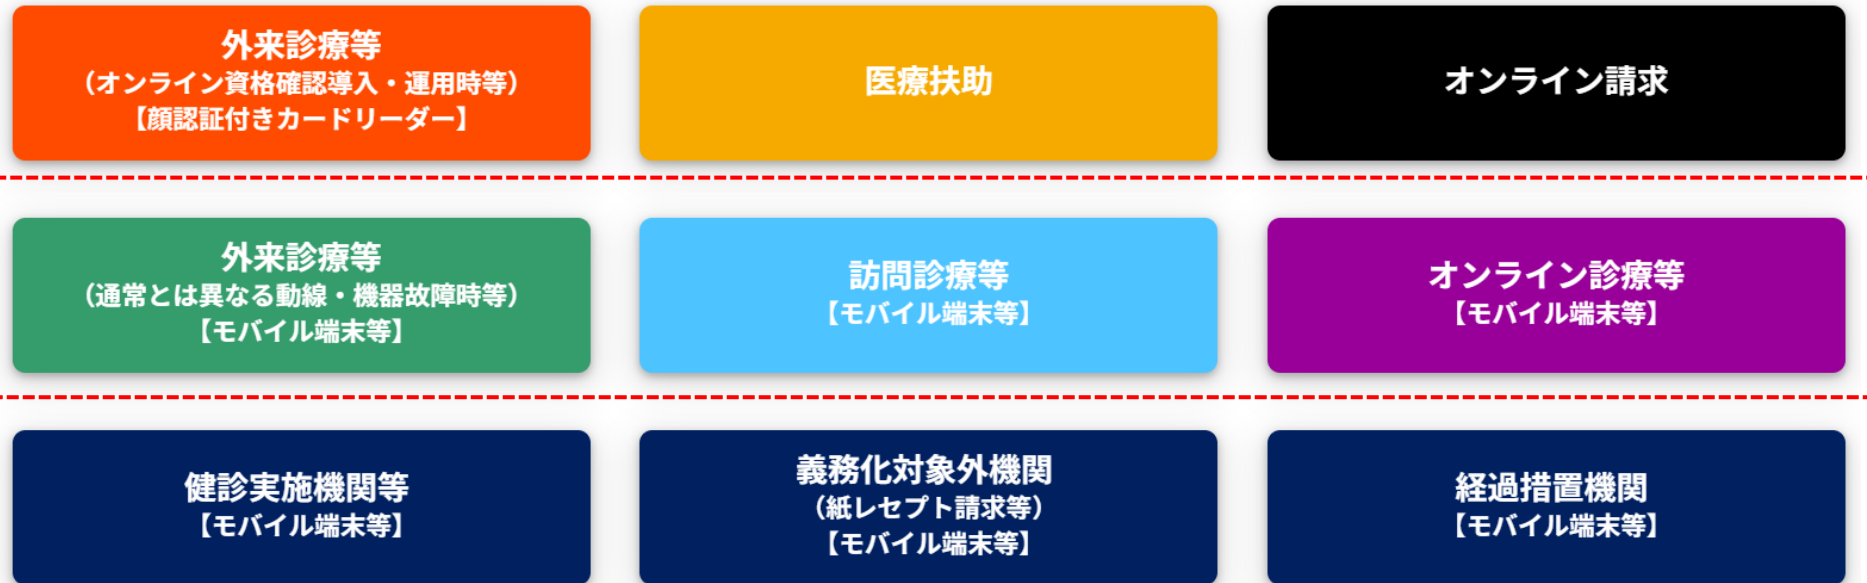 外来診療等
（オンライン資格確認導入・運用時等）
【顔認証付きカードリーダー】
医療扶助
オンライン請求
外来診療等
（通常とは異なる動線・機器故障時等）
【モバイル端末等】
訪問診療等
【モバイル端末等】
オンライン診療等
【モバイル端末等】
健診実施機関等
【モバイル端末等】
義務化対象外機関
（紙レセプト請求等）
【モバイル端末等】
経過措置機関
【モバイル端末等】